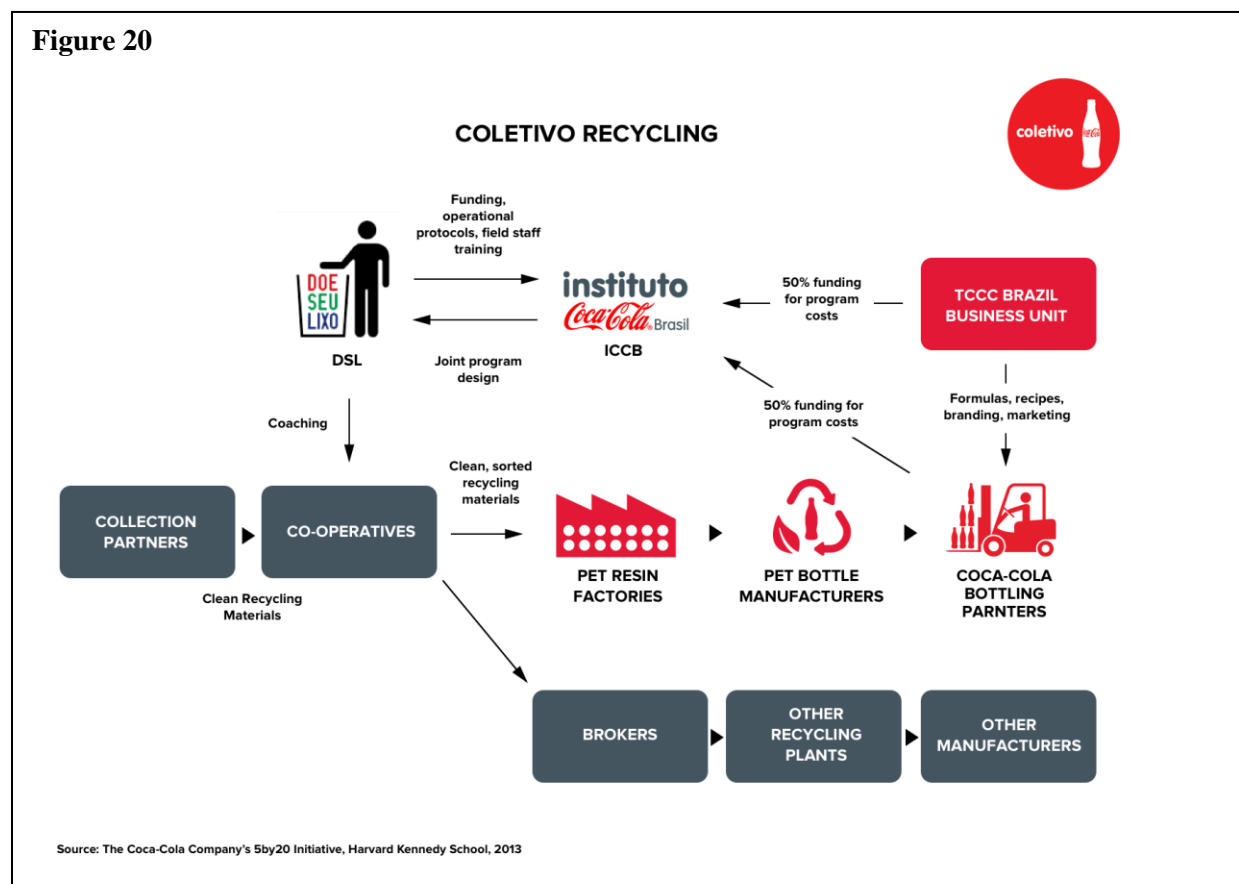 Figure 20
COLETIVO RECYCLING
coletivo
Coca-Cola
Funding,
operational
protocols, field staff
training
DOE
SEU
LIXO
DSL
instituto
Coca-Cola Brasil
ICCB
50% funding
for program
costs
TCCC BRAZIL
BUSINESS UNIT
Joint program
design
Coaching
50% funding for
program costs
Formulas, recipes,
branding, marketing
COLLECTION
PARTNERS
CO-OPERATIVES
Clean, sorted
recycling
materials
Clean Recycling
Materials
PET RESIN
FACTORIES
PET BOTTLE
MANUFACTURERS
COCA-COLA
BOTTLING
PARNTERS
BROKERS
OTHER
RECYCLING
PLANTS
OTHER
MANUFACTURERS
Source: The Coca-Cola Company's 5by20 Initiative, Harvard Kennedy School, 2013